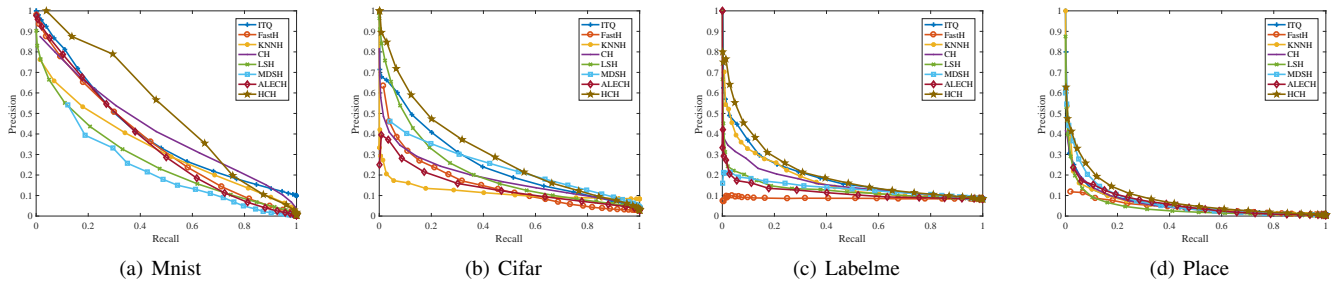 Precision
1
0.9
0.8
0.7
0.6
0.5
0.4
0.3
0.2
0.1
0
0 0.2 0.4 0.6 0.8 1
Recall
ITQ
FastH
KNNH
CH
LSH
MDSH
ALECH
HCH
(a) Mnist
Precision
1
0.9
0.8
0.7
0.6
0.5
0.4
0.3
0.2
0.1
0
0 0.2 0.4 0.6 0.8 1
Recall
ITQ
FastH
KNNH
CH
LSH
MDSH
ALECH
HCH
(b) Cifar
Precision
1
0.9
0.8
0.7
0.6
0.5
0.4
0.3
0.2
0.1
0
0 0.2 0.4 0.6 0.8 1
Recall
ITQ
FastH
KNNH
CH
LSH
MDSH
ALECH
HCH
(c) Labelme
Precision
1
0.9
0.8
0.7
0.6
0.5
0.4
0.3
0.2
0.1
0
0 0.2 0.4 0.6 0.8 1
Recall
ITQ
FastH
KNNH
CH
LSH
MDSH
ALECH
HCH
(d) Place